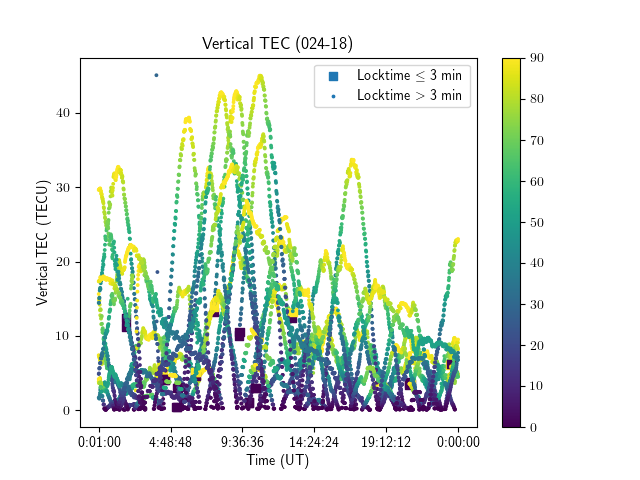 Vertical TEC (024-18)
Locktime ≤ 3 min
Locktime > 3 min
Vertical TEC (TECU)
40
30
20
10
0
0:01:00 4:48:48 9:36:36 14:24:24 19:12:12 0:00:00
Time (UT)
90
80
70
60
50
40
30
20
10
0